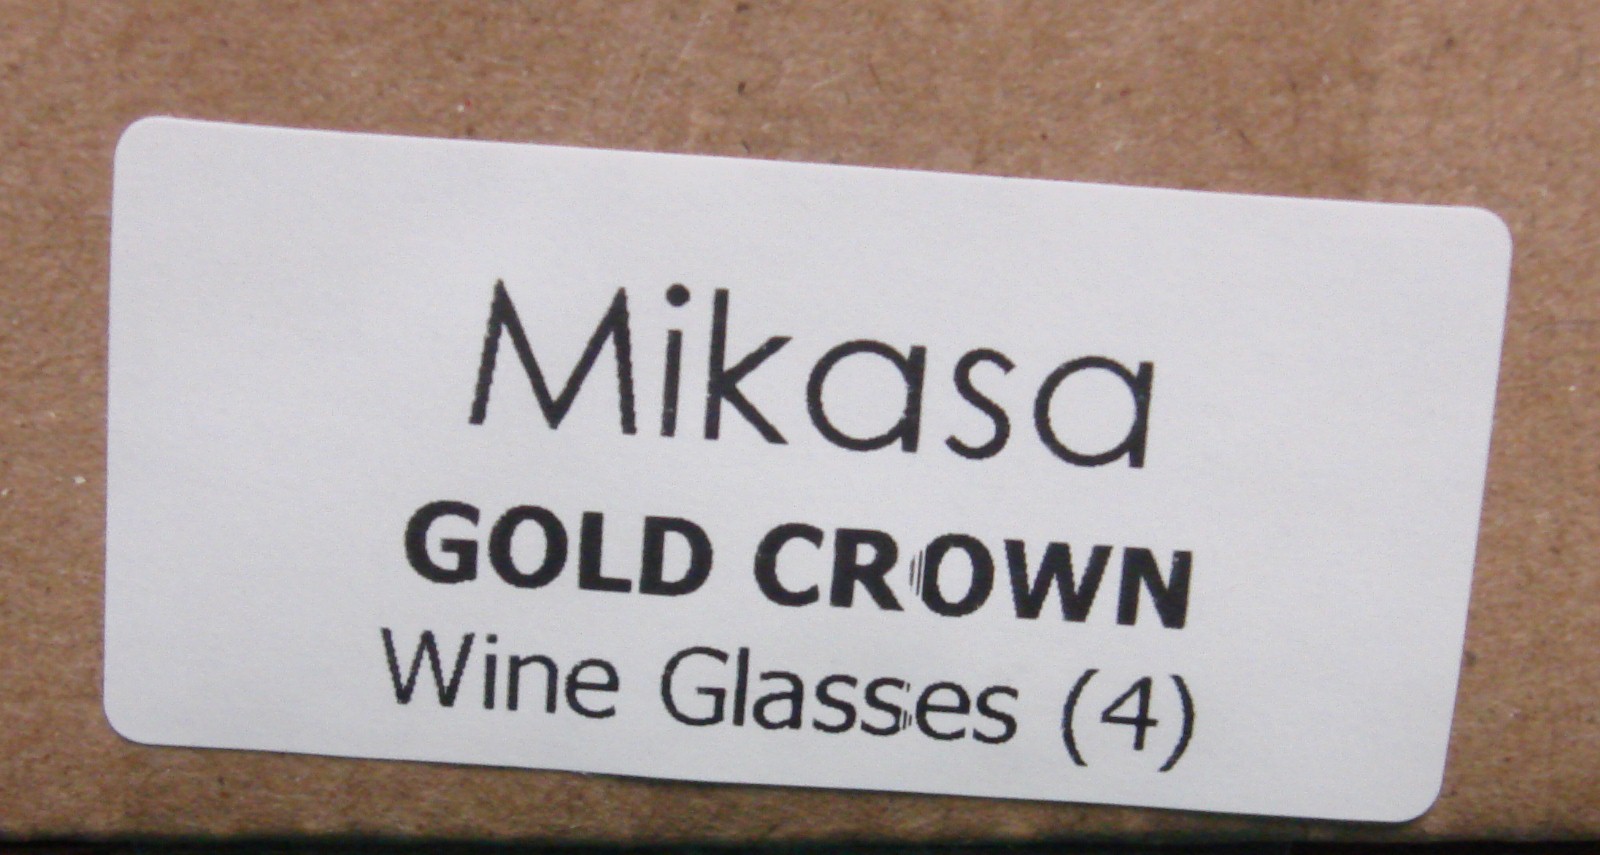 Mikasa
GOLD CROWN
Wine Glasses (4)